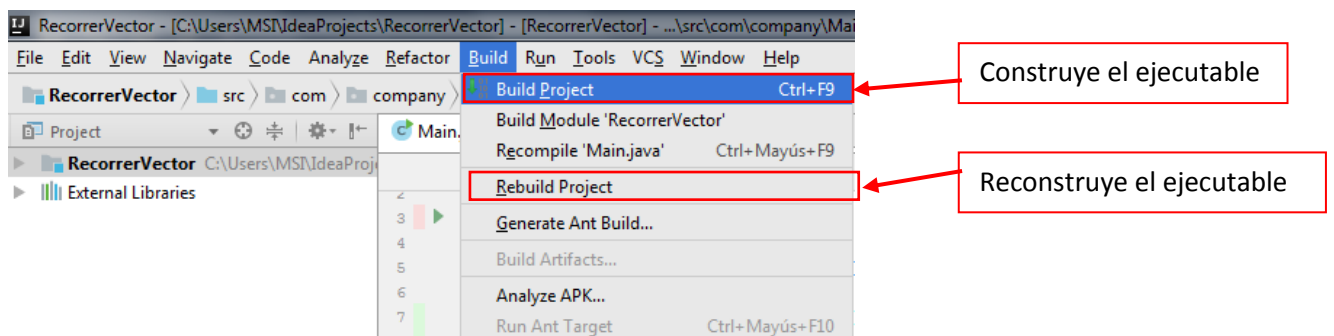 RecorrerVector - [C:\Users\MSI\IdeaProjects\RecorrerVector] - [RecorrerVector] - ...\src\com\company\Mai
File Edit View Navigate Code Analyze Refactor Build Run Tools VCS Window Help
RecorrerVector src com company
Build Project Ctrl+F9
Construye el ejecutable
Project Main.
Build Module 'RecorrerVector'
RecorrerVector C:\Users\MSI\IdeaProje
Recompile 'Main.java' Ctrl+Mayús+F9
External Libraries
Rebuild Project
Reconstruye el ejecutable
2
3
Generate Ant Build...
4
5
Build Artifacts...
6
Analyze APK...
7
Run Ant Target Ctrl+Mayús+F10